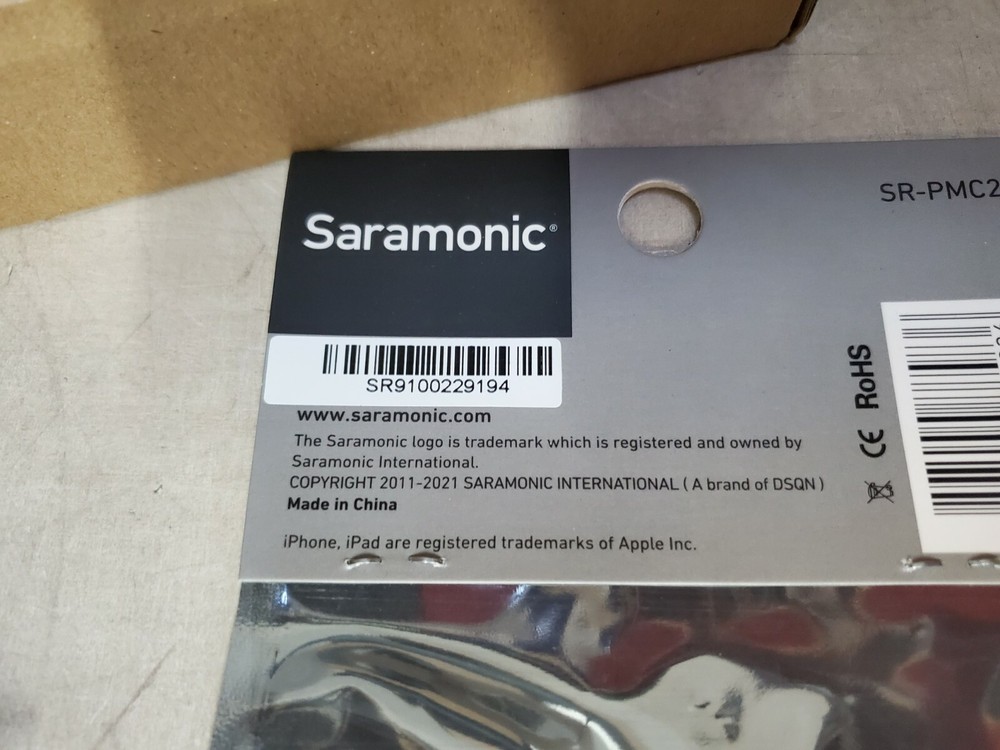 Saramonic®
SR-PMC2
SR9100229194
www.saramonic.com
The Saramonic logo is trademark which is registered and owned by
Saramonic International.
COPYRIGHT 2011-2021 SARAMONIC INTERNATIONAL ( A brand of DSQN )
Made in China
iPhone, iPad are registered trademarks of Apple Inc.
CE RoHS